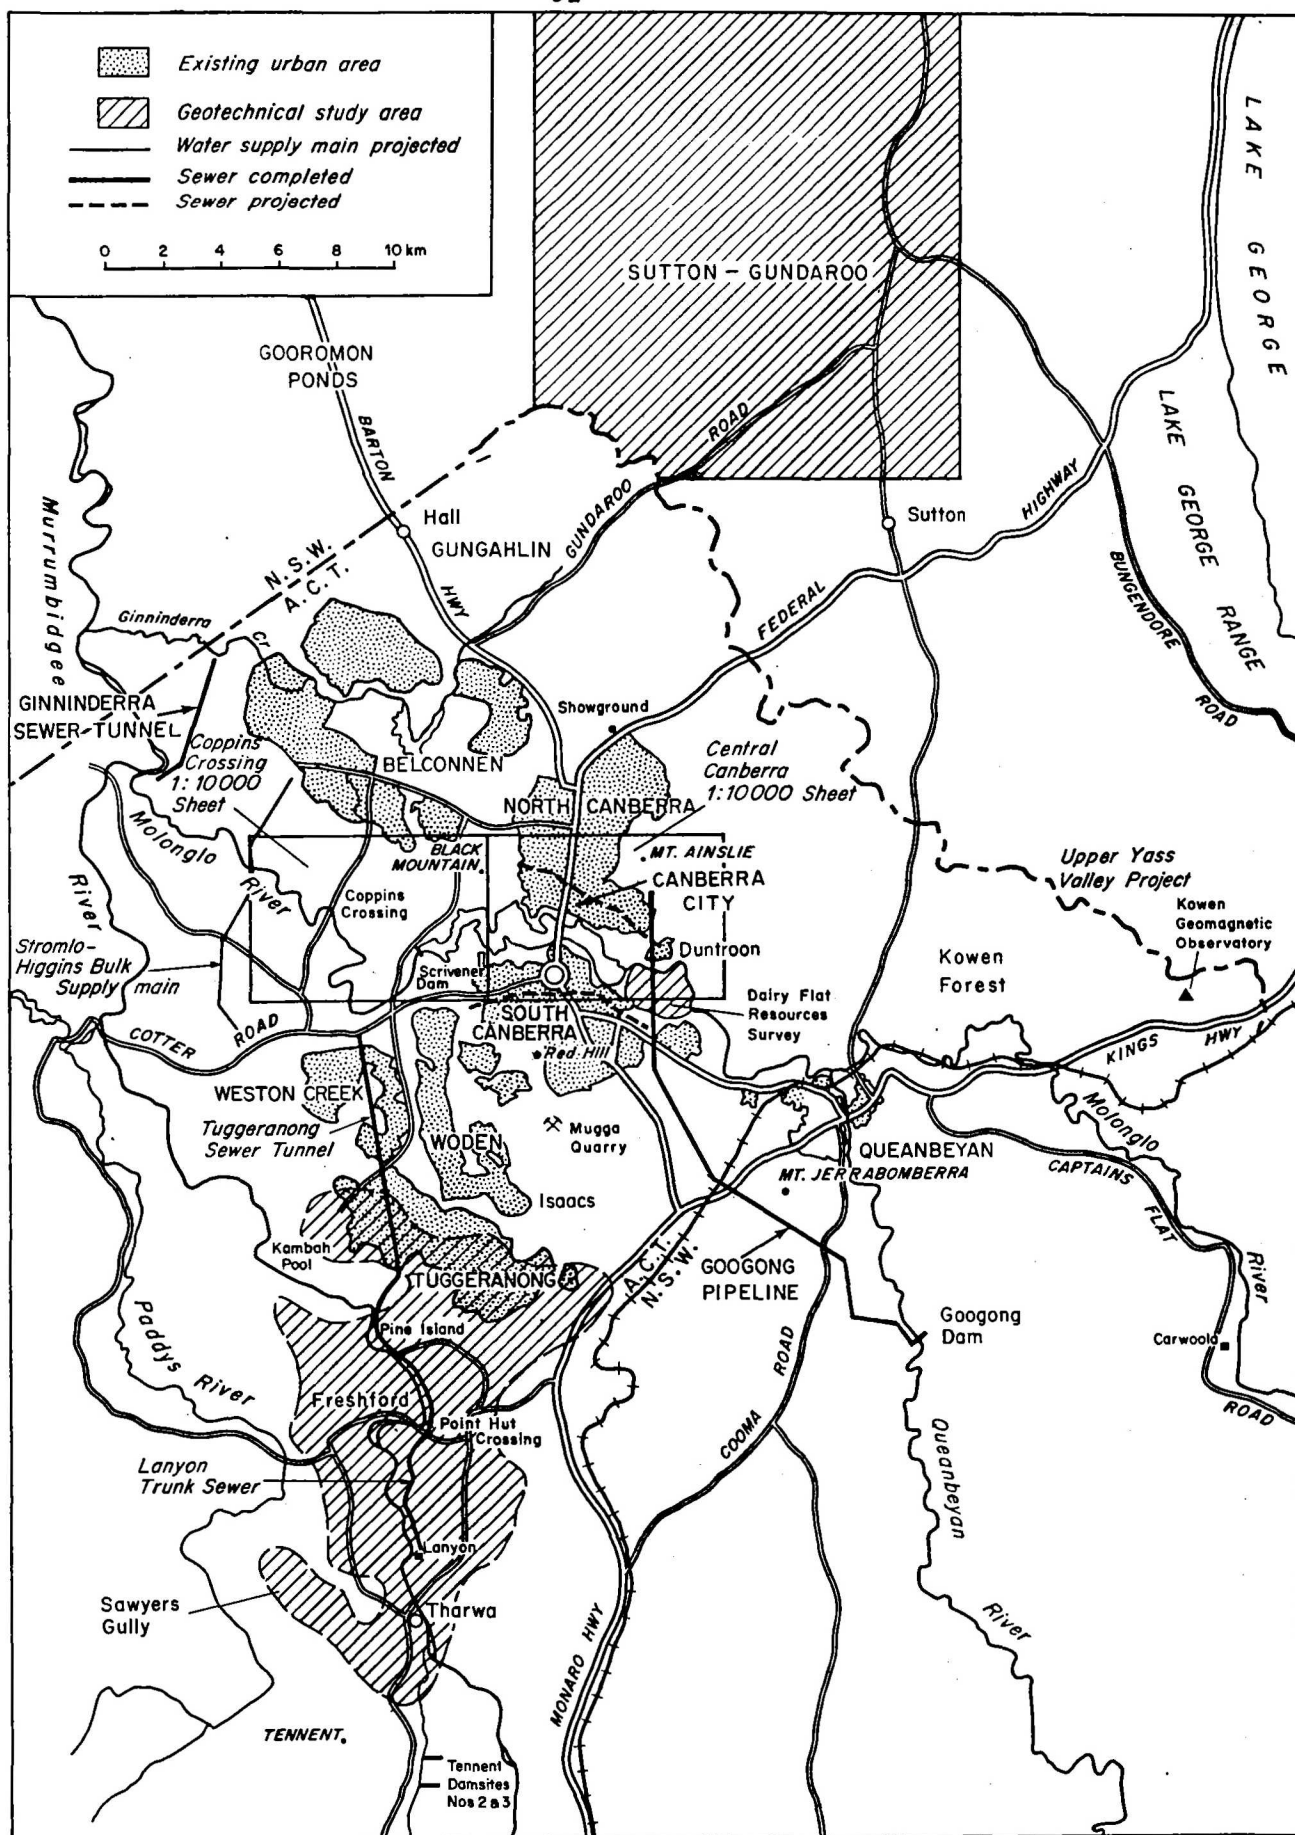 Existing urban area
Geotechnical study area
Water supply main projected
Sewer completed
Sewer projected
0 2 4 6 8 10 km
LAKE GEORGE
SUTTON – GUNDAROO
GOOROMON
PONDS
BARTON
HWY
LAKE GEORGE RANGE
GUNDAROO ROAD
Hall
GUNGAHLIN
Sutton
FEDERAL HIGHWAY
BUNGENDORE ROAD
N.S.W.
A.C.T.
Murrumbidgee
River
Ginninderra Cr
GINNINDERRA
SEWER TUNNEL
Coppins
Crossing
1:10000
Sheet
Showground
BELCONNEN
Central
Canberra
1:10000 Sheet
NORTH CANBERRA
Molonglo
River
BLACK
MOUNTAIN
MT. AINSLIE
CANBERRA
CITY
Upper Yass
Valley Project
Kowen
Geomagnetic
Observatory
Coppins
Crossing
Duntroon
Kowen
Forest
Stromlo-
Higgins Bulk
Supply main
Scrivener
Dam
Dairy Flat
Resources
Survey
SOUTH
CANBERRA
COTTER ROAD
Red Hill
KINGS HWY
WESTON CREEK
Tuggeranong
Sewer Tunnel
WODEN
Mugga
Quarry
Molonglo
River
QUEANBEYAN
MT. JERRABOMBERRA
CAPTAINS FLAT
ROAD
Isaacs
Kambah
Pool
TUGGERANONG
A.C.T.
N.S.W.
GOOGONG
PIPELINE
Googong
Dam
Carwoola
Pine Island
Paddys River
Freshford
Point Hut
Crossing
COOMA ROAD
Queanbeyan
River
Lanyon
Trunk Sewer
Lanyon
Sawyers
Gully
Tharwa
MONARO HWY
TENNENT
Tennent
Damsites
Nos 2 & 3